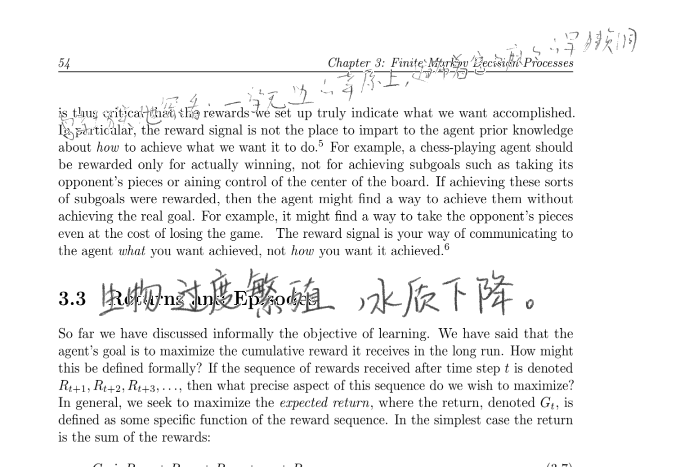 54
Chapter 3: Finite Markov Decision Processes
is thus critical that the rewards we set up truly indicate what we want accomplished.
In particular, the reward signal is not the place to impart to the agent prior knowledge
about how to achieve what we want it to do.5 For example, a chess-playing agent should
be rewarded only for actually winning, not for achieving subgoals such as taking its
opponent's pieces or aining control of the center of the board. If achieving these sorts
of subgoals were rewarded, then the agent might find a way to achieve them without
achieving the real goal. For example, it might find a way to take the opponent's pieces
even at the cost of losing the game. The reward signal is your way of communicating to
the agent what you want achieved, not how you want it achieved.6
3.3 Returns and Episodes
生物过度繁殖,水质下降。
So far we have discussed informally the objective of learning. We have said that the
agent's goal is to maximize the cumulative reward it receives in the long run. How might
this be defined formally? If the sequence of rewards received after time step t is denoted
Rt+1, Rt+2, Rt+3, . . ., then what precise aspect of this sequence do we wish to maximize?
In general, we seek to maximize the expected return, where the return, denoted Gt, is
defined as some specific function of the reward sequence. In the simplest case the return
is the sum of the rewards: